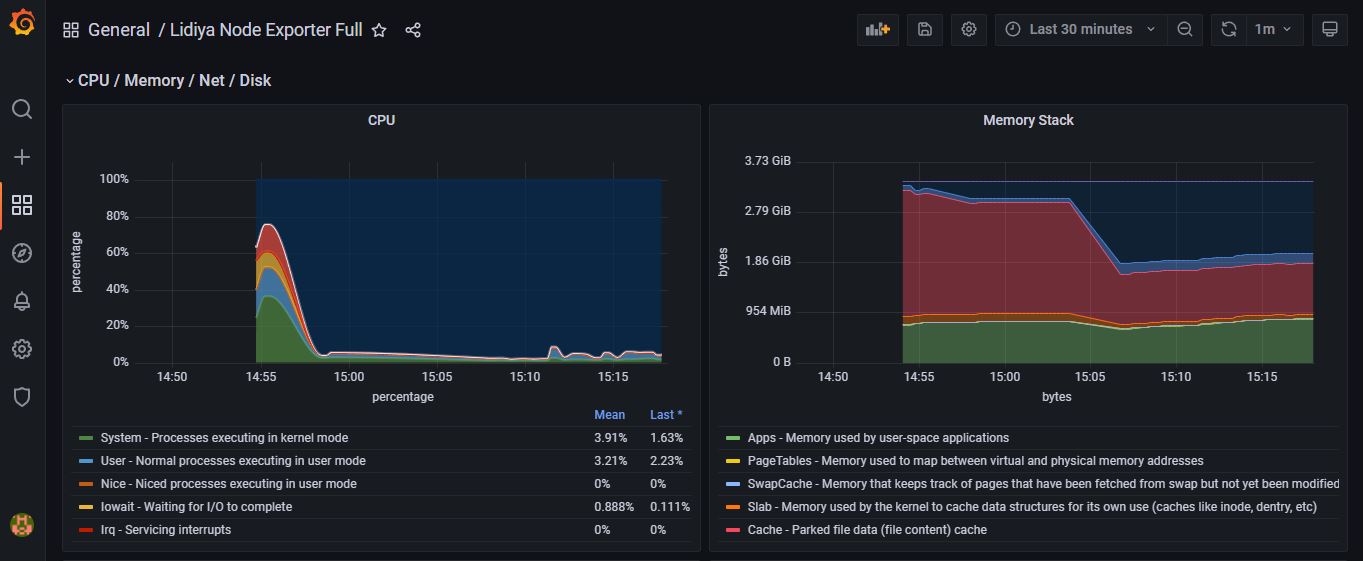 General / Lidiya Node Exporter Full
Last 30 minutes
1m
CPU / Memory / Net / Disk
CPU
percentage
100%
80%
60%
40%
20%
0%
14:50 14:55 15:00 15:05 15:10 15:15
percentage
Mean Last *
System - Processes executing in kernel mode 3.91% 1.63%
User - Normal processes executing in user mode 3.21% 2.23%
Nice - Niced processes executing in user mode 0% 0%
Iowait - Waiting for I/O to complete 0.888% 0.111%
Irq - Servicing interrupts 0% 0%
Memory Stack
bytes
3.73 GiB
2.79 GiB
1.86 GiB
954 MiB
0 B
14:50 14:55 15:00 15:05 15:10 15:15
bytes
Apps - Memory used by user-space applications
PageTables - Memory used to map between virtual and physical memory addresses
SwapCache - Memory that keeps track of pages that have been fetched from swap but not yet been modified
Slab - Memory used by the kernel to cache data structures for its own use (caches like inode, dentry, etc)
Cache - Parked file data (file content) cache